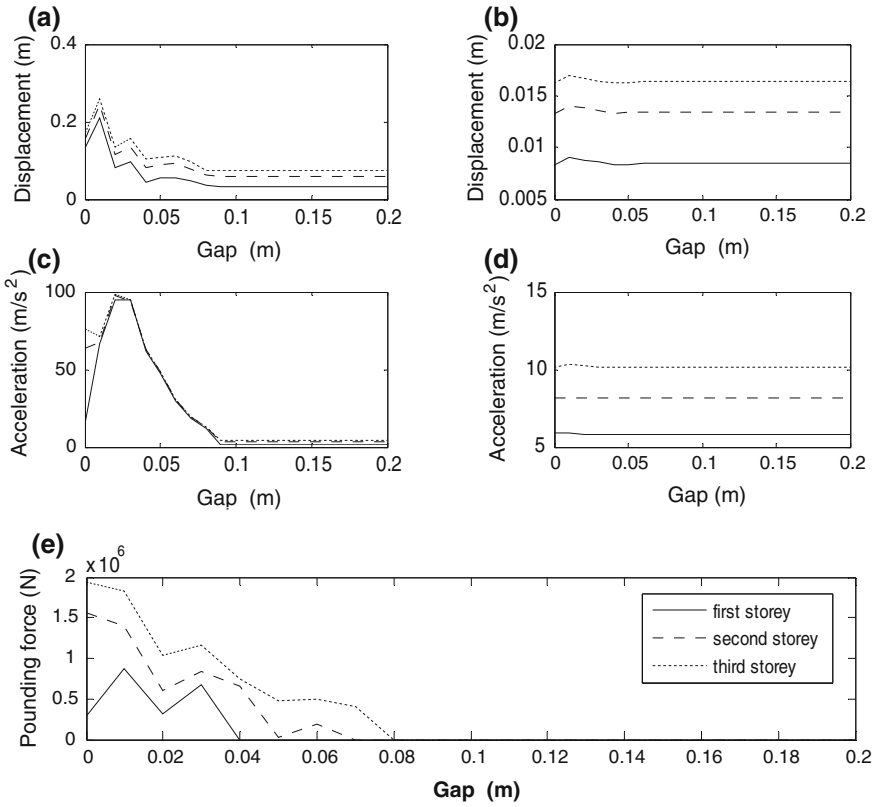 (a)
Displacement (m)
0.4
0.2
0
0 0.05 0.1 0.15 0.2
Gap (m)
(b)
Displacement (m)
0.02
0.015
0.01
0.005
0 0.05 0.1 0.15 0.2
Gap (m)
(c)
Acceleration (m/s²)
100
50
0
0 0.05 0.1 0.15 0.2
Gap (m)
(d)
Acceleration (m/s²)
15
10
5
0 0.05 0.1 0.15 0.2
Gap (m)
(e)
x 10⁶
Pounding force (N)
2
1.5
1
0.5
0
0 0.02 0.04 0.06 0.08 0.1 0.12 0.14 0.16 0.18 0.2
first storey
second storey
third storey
Gap (m)